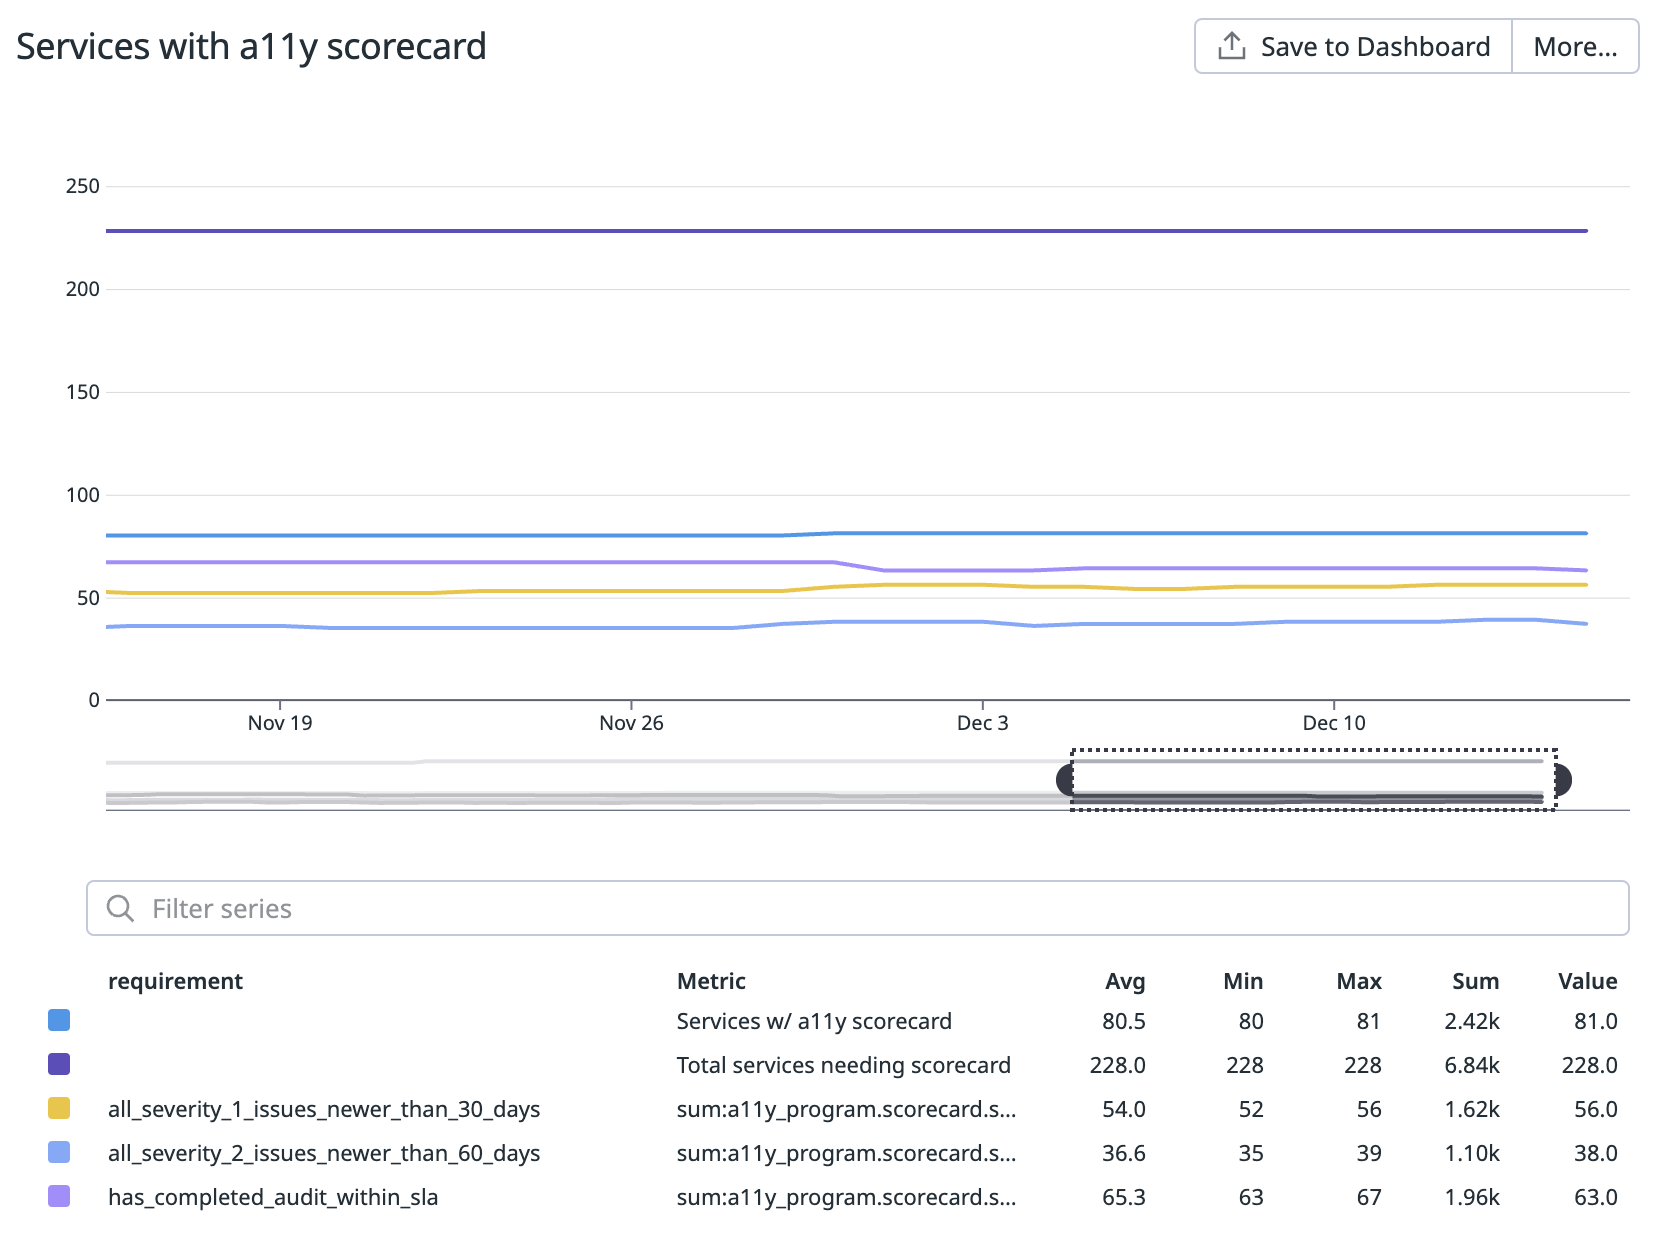 Services with a11y scorecard
Save to Dashboard
More...
250
200
150
100
50
0
Nov 19 Nov 26 Dec 3 Dec 10
Filter series
requirement Metric Avg Min Max Sum Value
Services w/ a11y scorecard 80.5 80 81 2.42k 81.0
Total services needing scorecard 228.0 228 228 6.84k 228.0
all_severity_1_issues_newer_than_30_days sum:a11y_program.scorecard.s... 54.0 52 56 1.62k 56.0
all_severity_2_issues_newer_than_60_days sum:a11y_program.scorecard.s... 36.6 35 39 1.10k 38.0
has_completed_audit_within_sla sum:a11y_program.scorecard.s... 65.3 63 67 1.96k 63.0